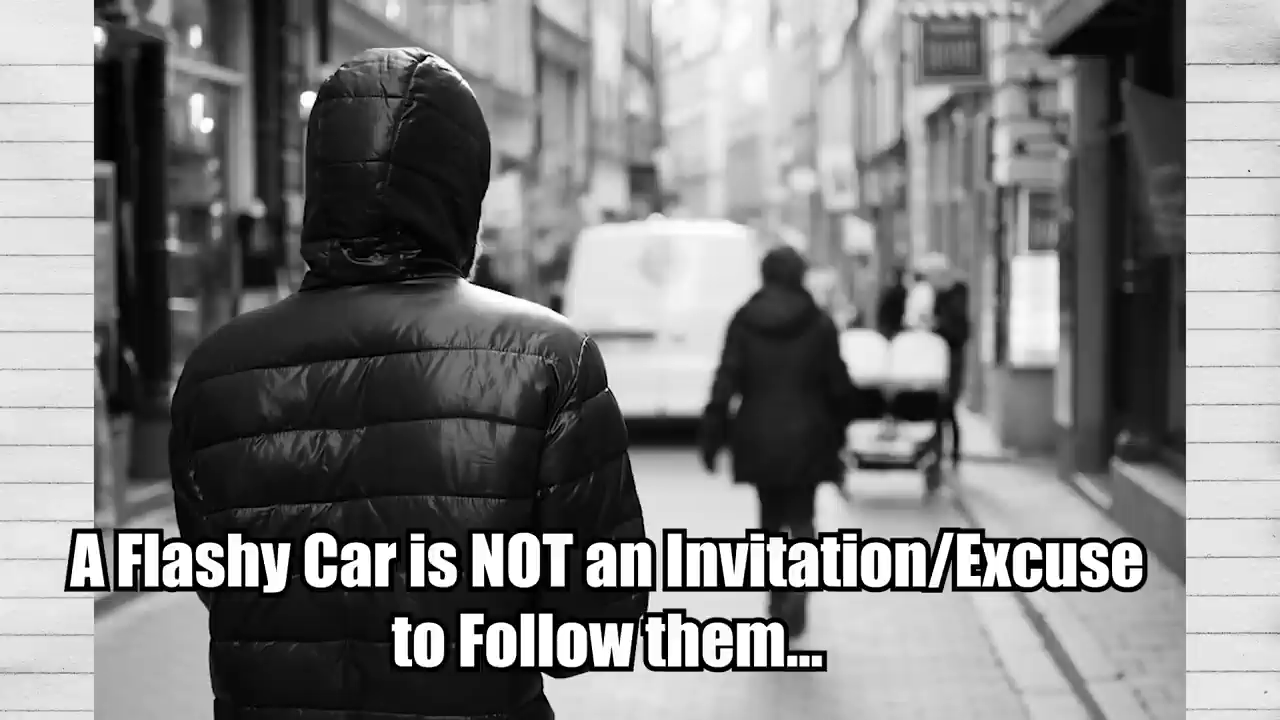 A Flashy Car is NOT an Invitation/Excuse
to Follow them...